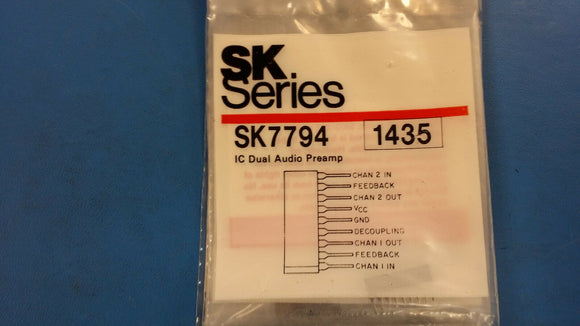 SK
Series
SK7794 1435
IC Dual Audio Preamp
CHAN 2 IN
FEEDBACK
CHAN 2 OUT
VCC
GND
DECOUPLING
CHAN 1 OUT
FEEDBACK
CHAN 1 IN